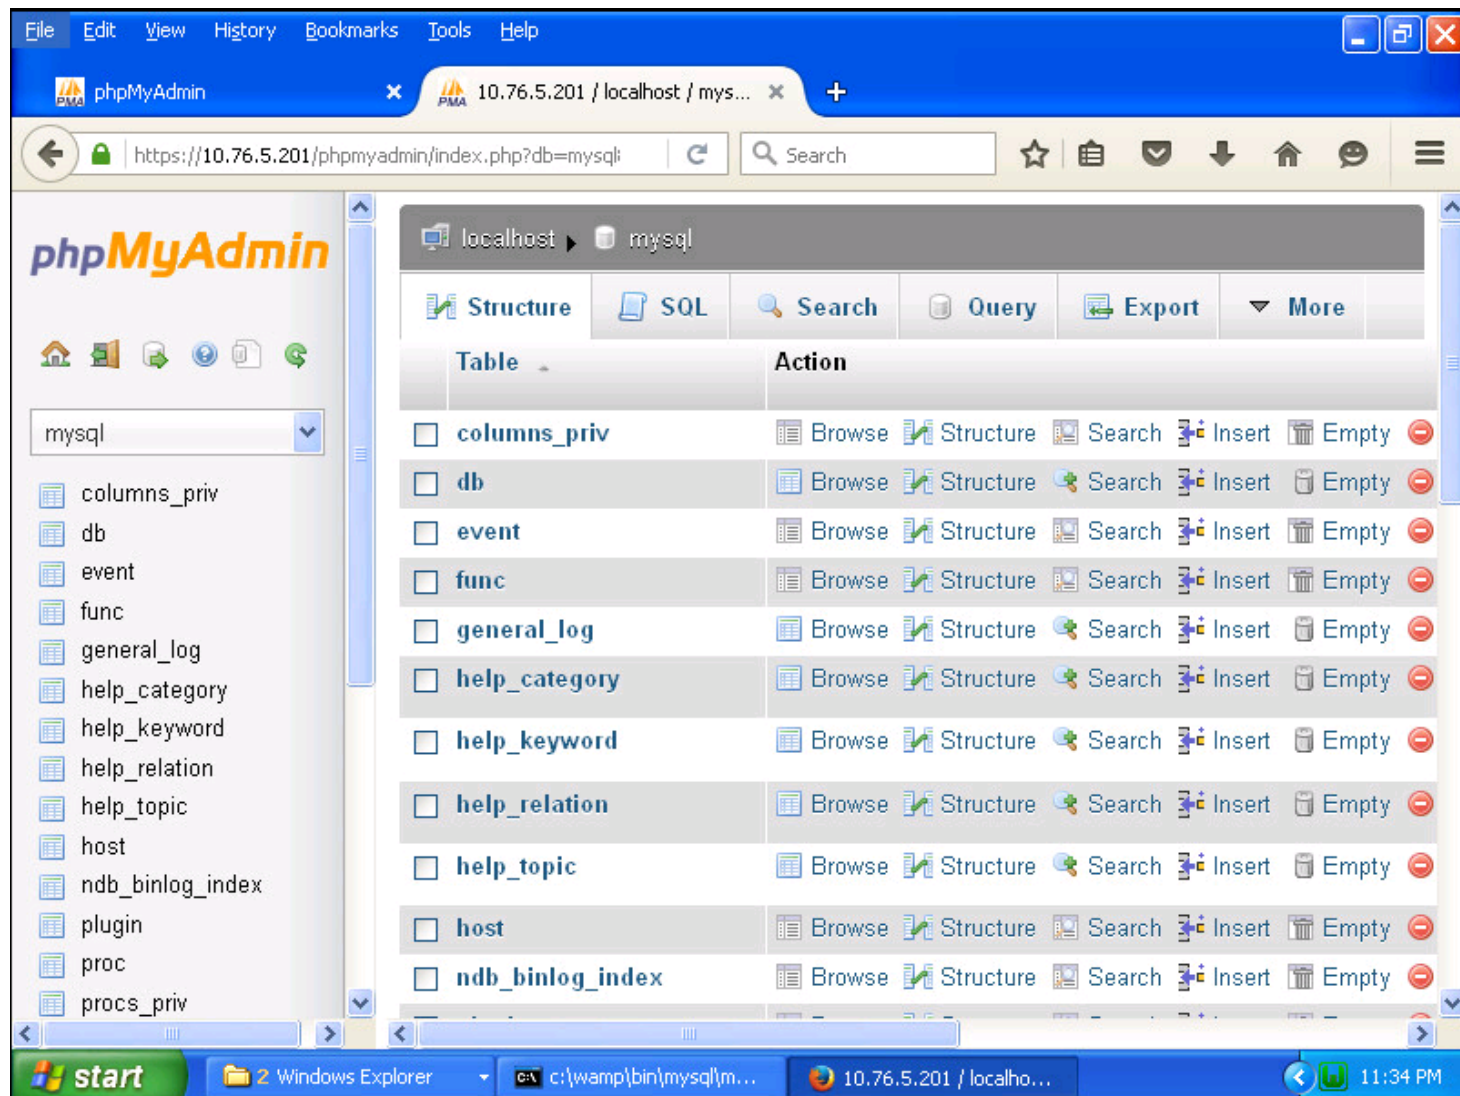 File Edit View History Bookmarks Tools Help
phpMyAdmin
10.76.5.201 / localhost / mys...
https://10.76.5.201/phpmyadmin/index.php?db=mysql
Search
phpMyAdmin
mysql
columns_priv
db
event
func
general_log
help_category
help_keyword
help_relation
help_topic
host
ndb_binlog_index
plugin
proc
procs_priv
localhost mysql
Structure SQL Search Query Export More
Table Action
columns_priv Browse Structure Search Insert Empty
db Browse Structure Search Insert Empty
event Browse Structure Search Insert Empty
func Browse Structure Search Insert Empty
general_log Browse Structure Search Insert Empty
help_category Browse Structure Search Insert Empty
help_keyword Browse Structure Search Insert Empty
help_relation Browse Structure Search Insert Empty
help_topic Browse Structure Search Insert Empty
host Browse Structure Search Insert Empty
ndb_binlog_index Browse Structure Search Insert Empty
start 2 Windows Explorer c:\wamp\bin\mysql\m... 10.76.5.201 / localho... 11:34 PM